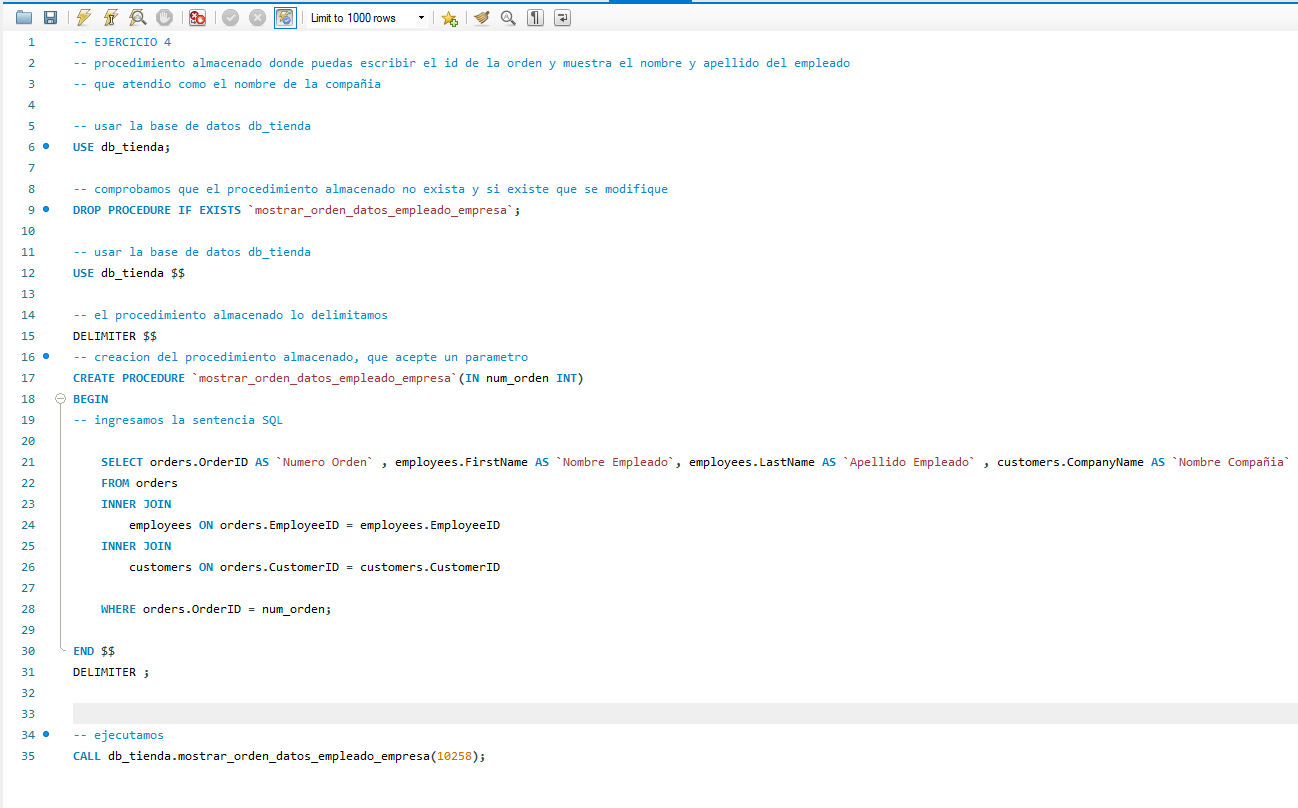 Limit to 1000 rows
1 -- EJERCICIO 4
2 -- procedimiento almacenado donde puedas escribir el id de la orden y muestra el nombre y apellido del empleado
3 -- que atendio como el nombre de la compañia
4
5 -- usar la base de datos db_tienda
6 USE db_tienda;
7
8 -- comprobamos que el procedimiento almacenado no exista y si existe que se modifique
9 DROP PROCEDURE IF EXISTS `mostrar_orden_datos_empleado_empresa`;
10
11 -- usar la base de datos db_tienda
12 USE db_tienda $$
13
14 -- el procedimiento almacenado lo delimitamos
15 DELIMITER $$
16 -- creacion del procedimiento almacenado, que acepte un parametro
17 CREATE PROCEDURE `mostrar_orden_datos_empleado_empresa`(IN num_orden INT)
18 BEGIN
19 -- ingresamos la sentencia SQL
20
21 SELECT orders.OrderID AS `Numero Orden` , employees.FirstName AS `Nombre Empleado`, employees.LastName AS `Apellido Empleado` , customers.CompanyName AS `Nombre Compañia`
22 FROM orders
23 INNER JOIN
24 employees ON orders.EmployeeID = employees.EmployeeID
25 INNER JOIN
26 customers ON orders.CustomerID = customers.CustomerID
27
28 WHERE orders.OrderID = num_orden;
29
30 END $$
31 DELIMITER ;
32
33
34 -- ejecutamos
35 CALL db_tienda.mostrar_orden_datos_empleado_empresa(10258);